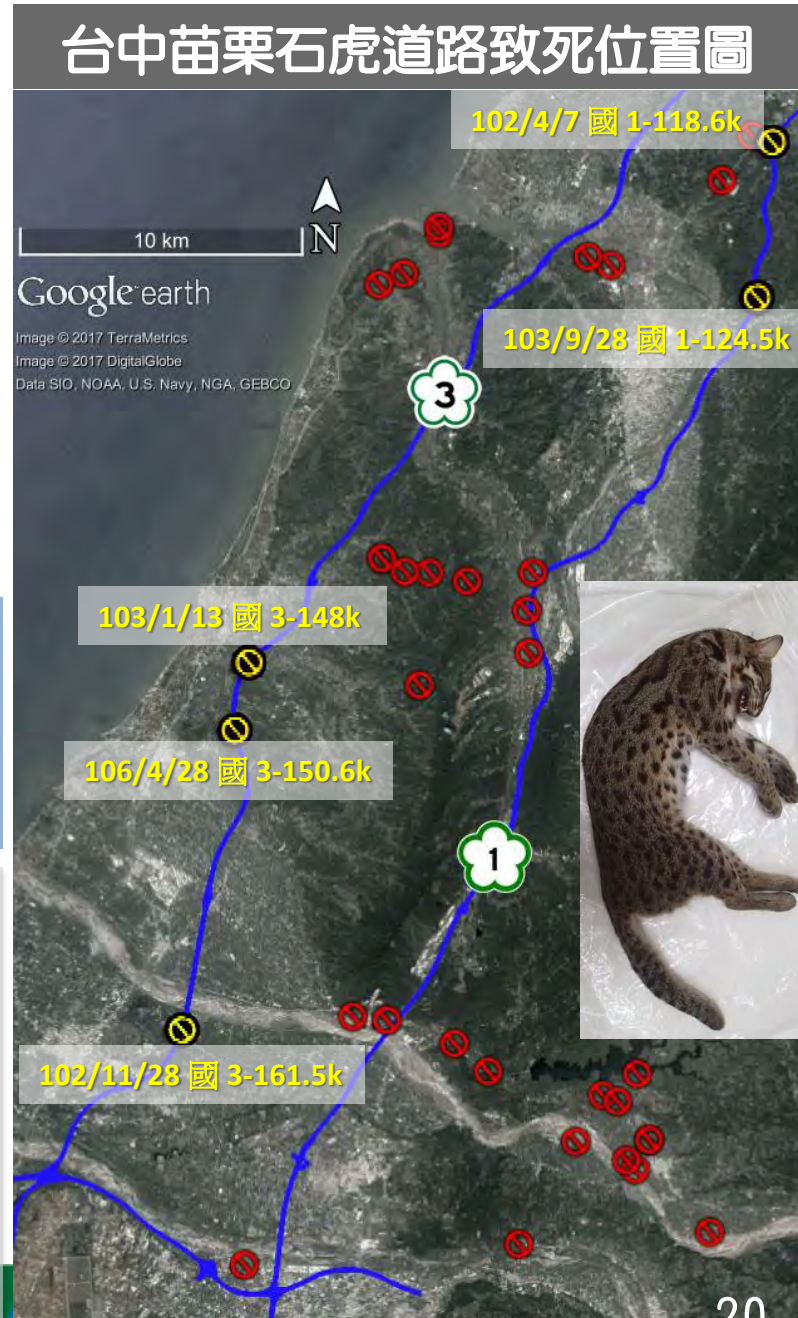 台中苗栗石虎道路致死位置圖
102/4/7 國 1-118.6k
10 km
N
Google earth
Image © 2017 TerraMetrics
Image © 2017 DigitalGlobe
Data SIO, NOAA, U.S. Navy, NGA, GEBCO
103/9/28 國 1-124.5k
3
103/1/13 國 3-148k
106/4/28 國 3-150.6k
1
102/11/28 國 3-161.5k
20